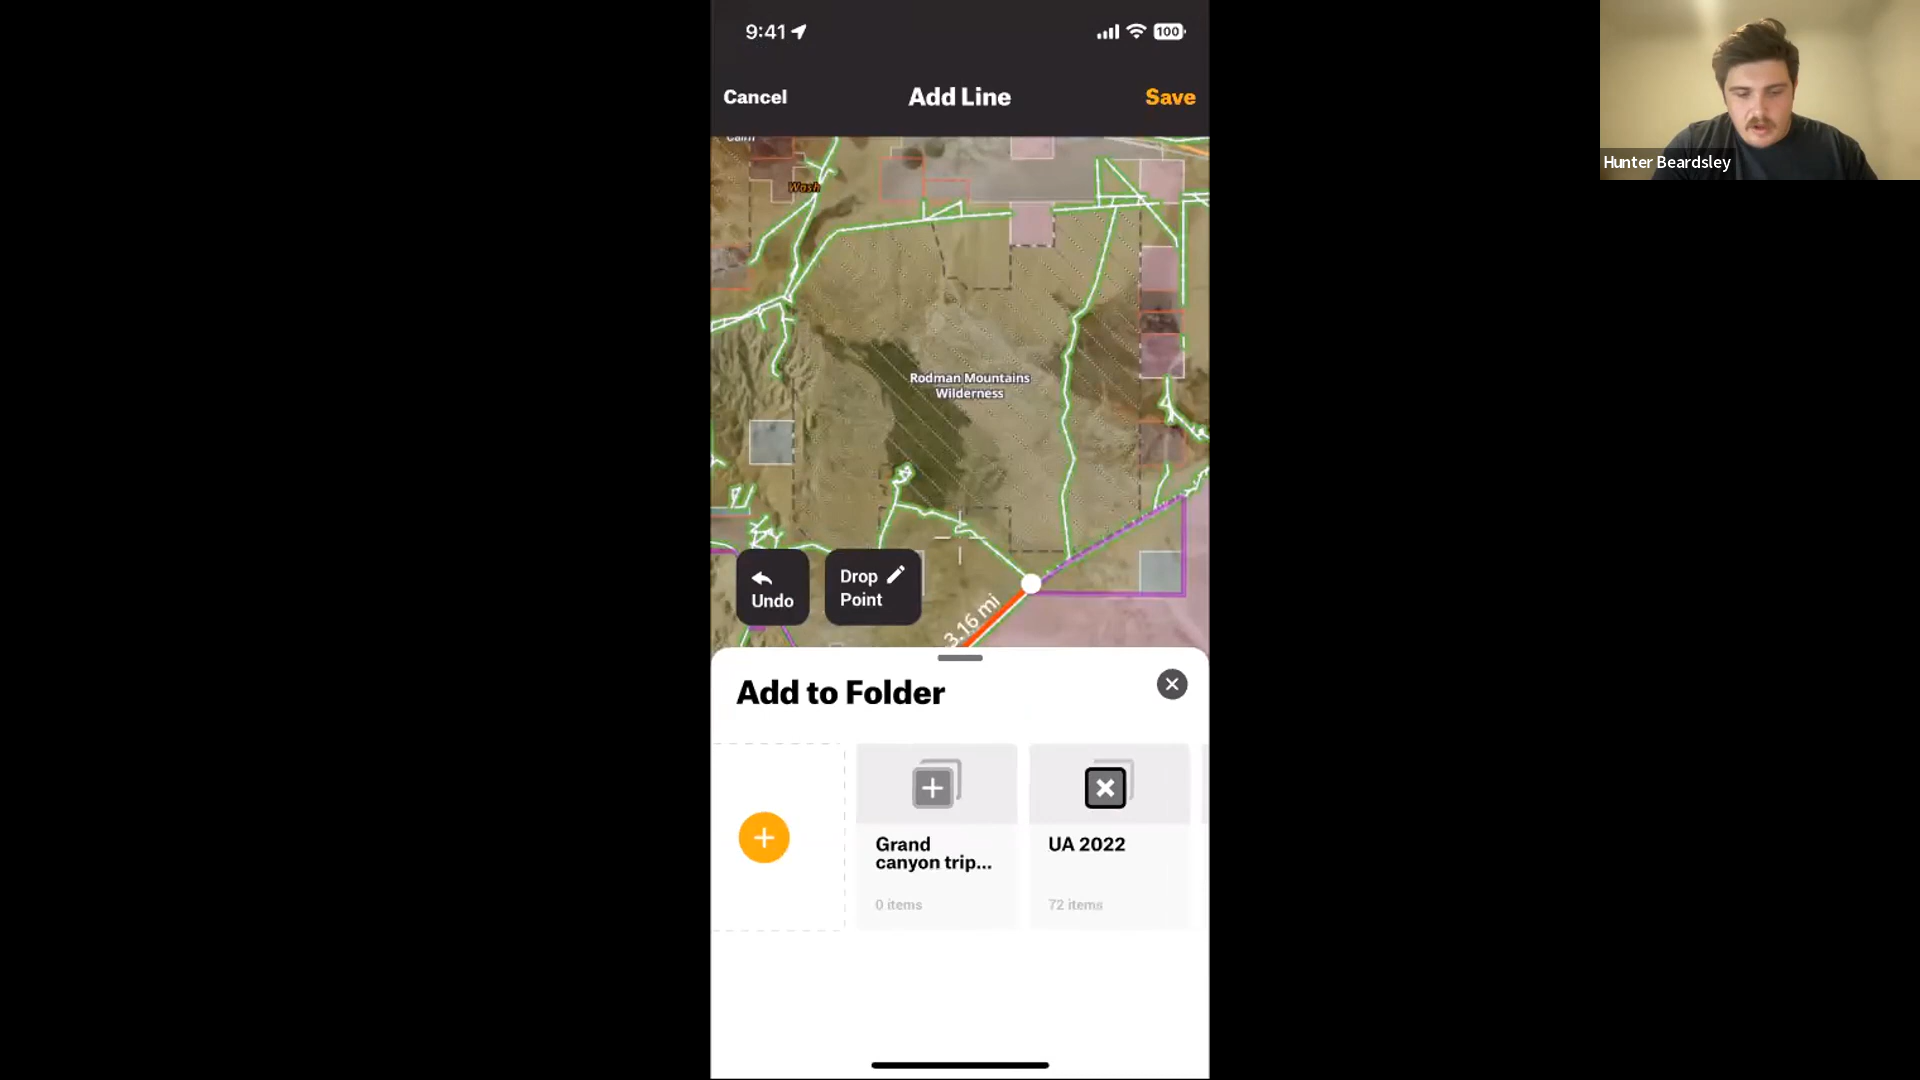 9:41
100
Cancel
Add Line
Save
Hunter Beardsley
Wash
Rodman Mountains
Wilderness
Undo
Drop
Point
3.16 mi
Add to Folder
Grand
canyon trip...
0 items
UA 2022
72 items